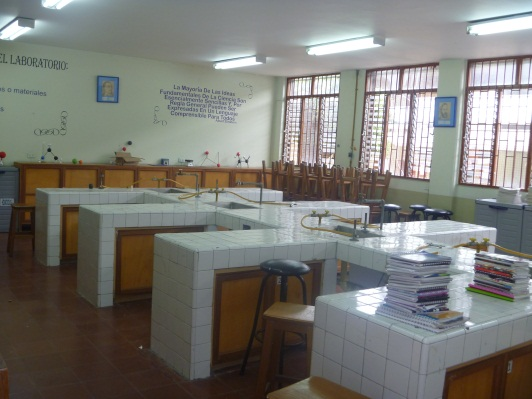 EL LABORATORIO:
s o materiales
La Mayoría De Las Ideas
Fundamentales De La Ciencia Son
Esencialmente Sencillas Y, Por
Regla General Pueden Ser
Expresadas En Un Lenguaje
Comprendido Para Todos.